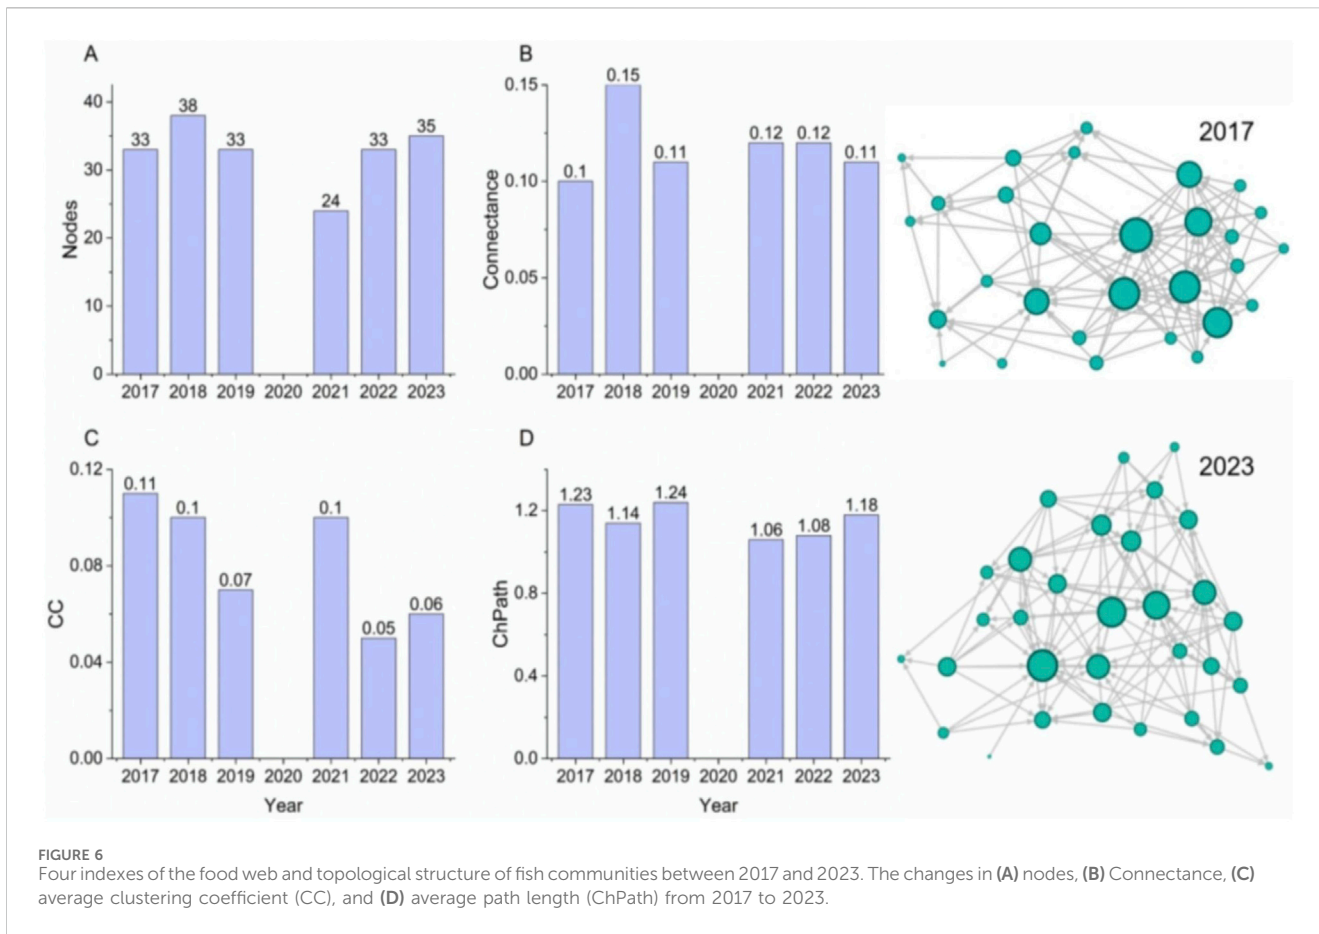 A
Nodes
40
30
20
10
0
33
38
33
24
33
35
2017 2018 2019 2020 2021 2022 2023
B
Connectance
0.15
0.10
0.05
0.00
0.1
0.15
0.11
0.12
0.12
0.11
2017 2018 2019 2020 2021 2022 2023
2017
C
CC
0.12
0.08
0.04
0.00
0.11
0.1
0.07
0.1
0.05
0.06
2017 2018 2019 2020 2021 2022 2023
Year
D
ChPath
1.2
0.8
0.4
0.0
1.23
1.14
1.24
1.06
1.08
1.18
2017 2018 2019 2020 2021 2022 2023
Year
2023
FIGURE 6
Four indexes of the food web and topological structure of fish communities between 2017 and 2023. The changes in (A) nodes, (B) Connectance, (C)
average clustering coefficient (CC), and (D) average path length (ChPath) from 2017 to 2023.